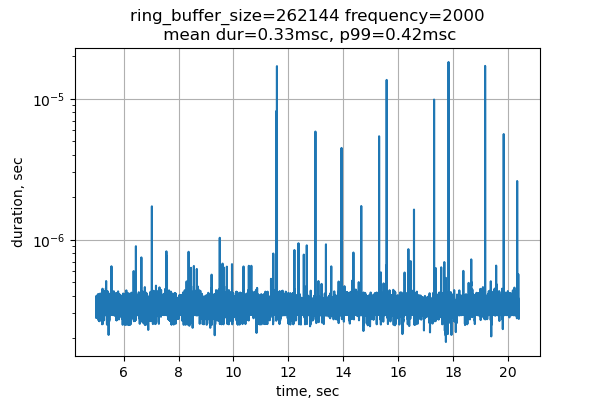 ring_buffer_size=262144 frequency=2000
mean dur=0.33msc, p99=0.42msc
duration, sec
10⁻⁵
10⁻⁶
6 8 10 12 14 16 18 20
time, sec